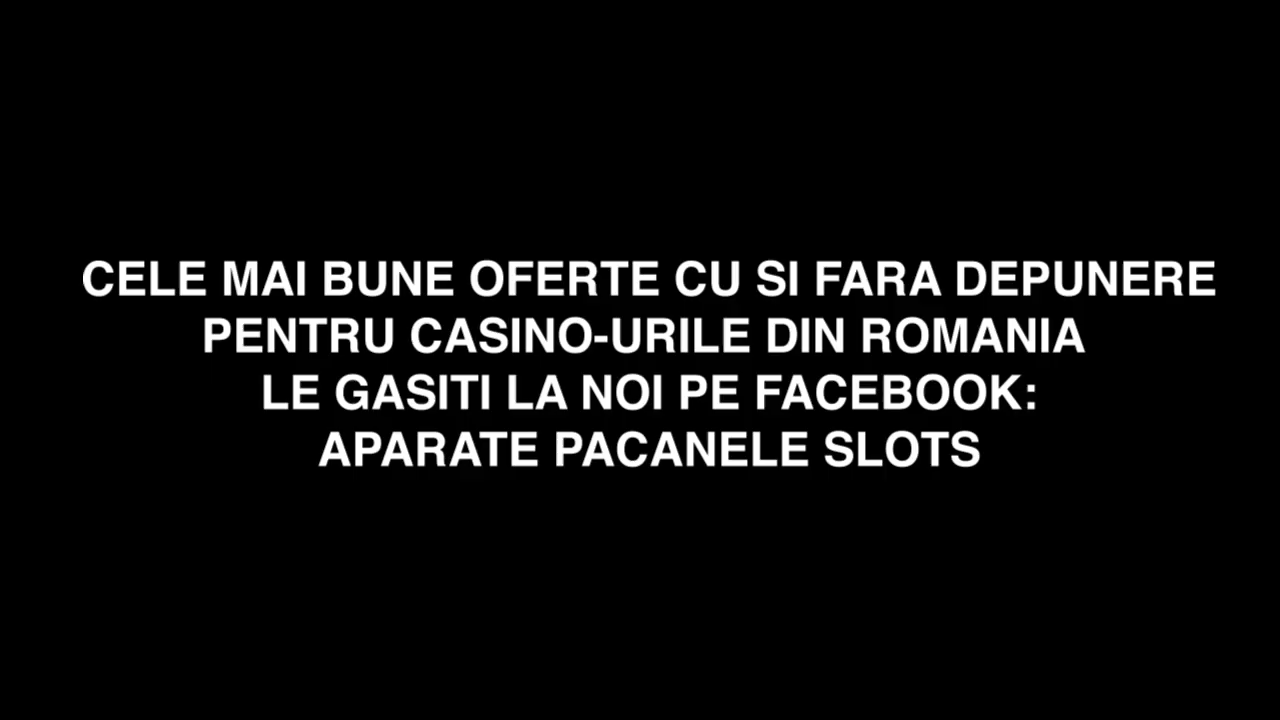 CELE MAI BUNE OFERTE CU SI FARA DEPUNERE
PENTRU CASINO-URILE DIN ROMANIA
LE GASITI LA NOI PE FACEBOOK:
APARATE PACANELE SLOTS